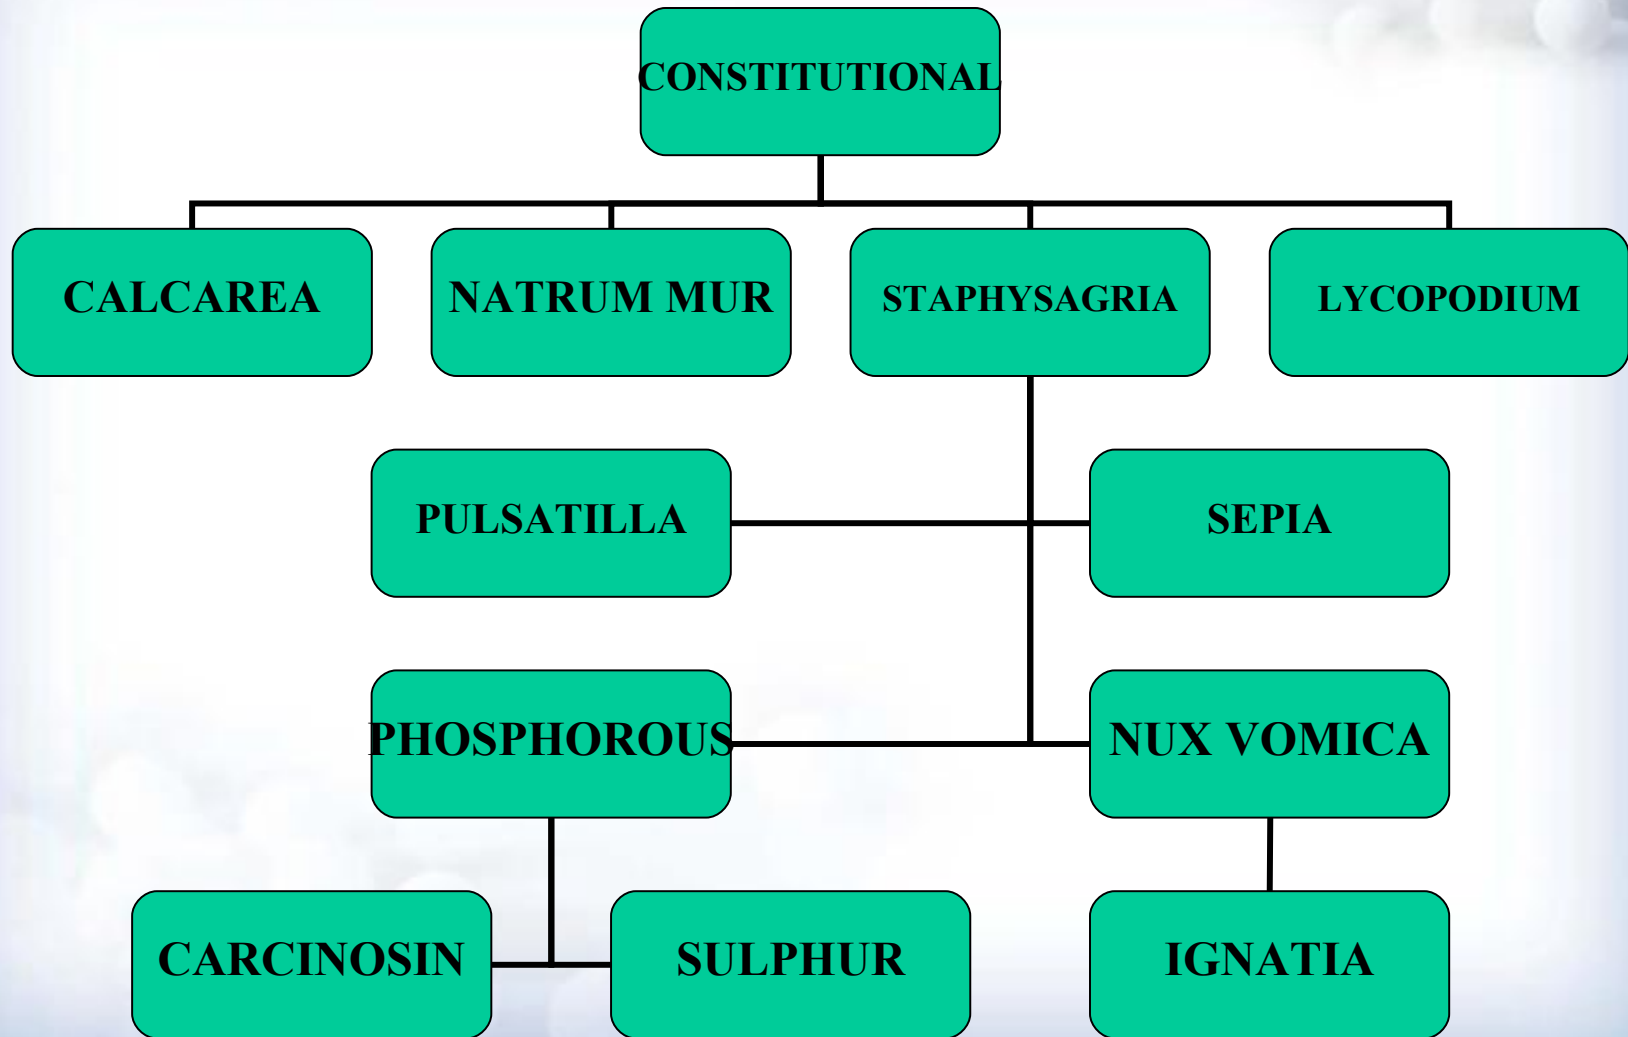 CONSTITUTIONAL
CALCAREA
NATRUM MUR
STAPHYSAGRIA
LYCOPODIUM
PULSATILLA
SEPIA
PHOSPHOROUS
NUX VOMICA
CARCINOSIN
SULPHUR
IGNATIA